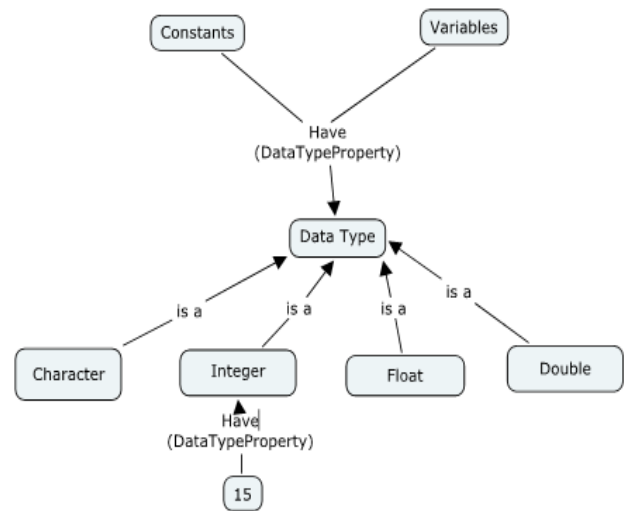 Constants
Variables
Have
(DataTypeProperty)
Data Type
is a
is a
is a
is a
Character
Integer
Float
Double
Have
(DataTypeProperty)
15